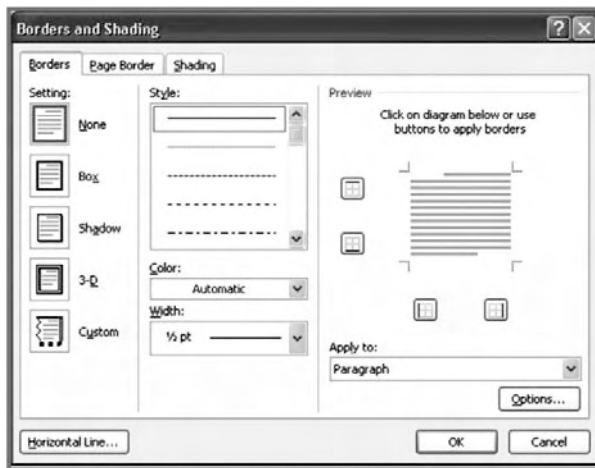 Borders and Shading
Borders Page Border Shading
Setting:
None
Box
Shadow
3-D
Custom
Style:
Color:
Automatic
Width:
½ pt
Preview
Click on diagram below or use
buttons to apply borders
Apply to:
Paragraph
Options...
Horizontal Line...
OK Cancel